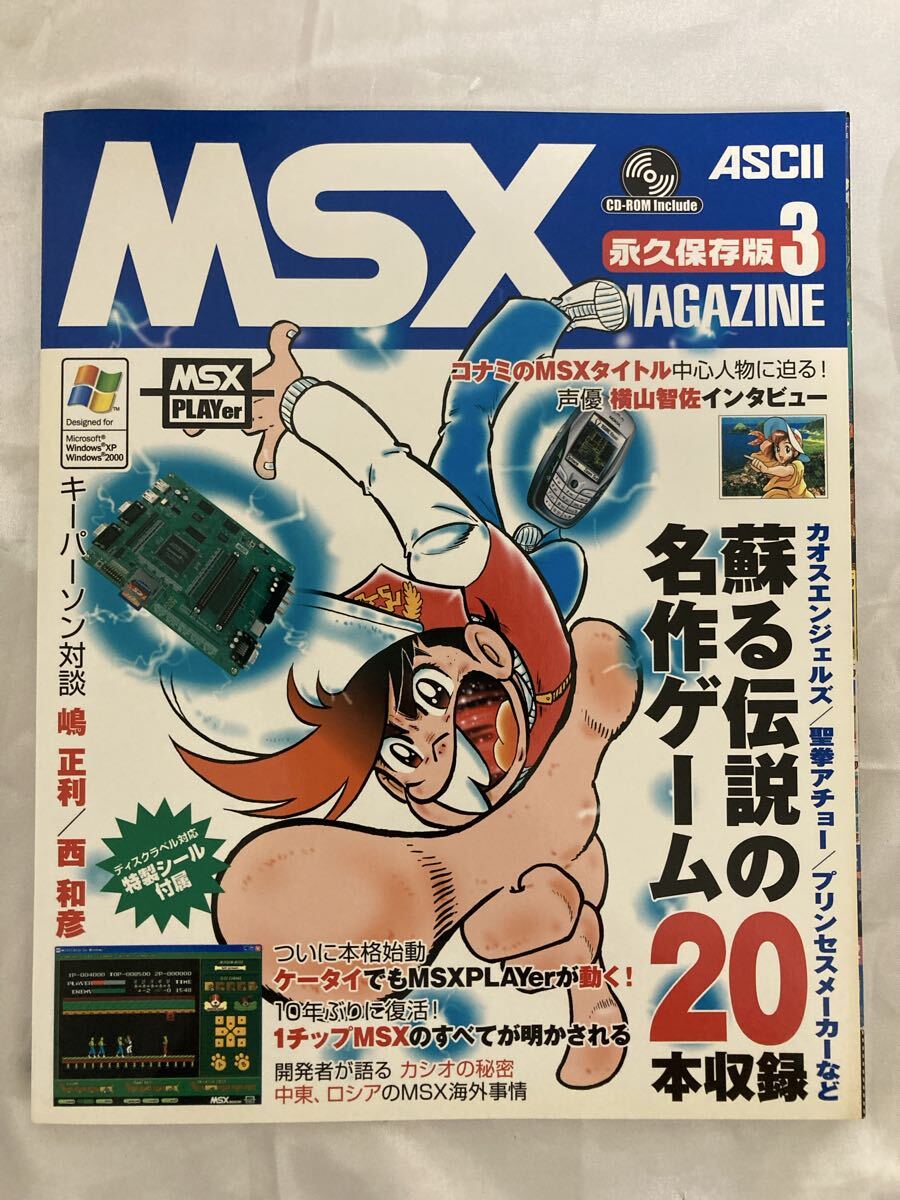 MSX
ASCII
CD-ROM Include
永久保存版 3
MAGAZINE
コナミのMSXタイトル中心人物に迫る!
声優 横山智佐インタビュー
MSX
PLAYer
Designed for
Microsoft®
Windows®XP
Windows®2000
キーパーソン対談 嶋 正利/西 和彦
カオスエンジェルズ/聖拳アチョー/プリンセスメーカーなど
蘇る伝説の
名作ゲーム
20
本収録
ディスクラベル対応
特製シール
付属
1P-004000 TOP-008500 2P-000000
PLAYER
TIME
ENEMY
ついに本格始動
ケータイでもMSXPLAYerが動く!
10年ぶりに復活!
1チップMSXのすべてが明かされる
開発者が語る カシオの秘密
中東、ロシアのMSX海外事情